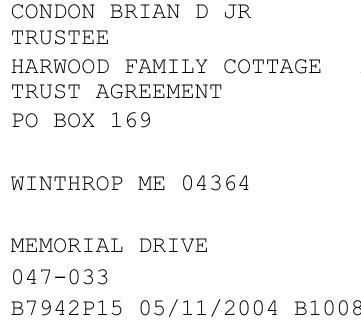 CONDON BRIAN D JR
TRUSTEE
HARWOOD FAMILY COTTAGE
TRUST AGREEMENT
PO BOX 169
WINTHROP ME 04364
MEMORIAL DRIVE
047-033
B7942P15 05/11/2004 B1008